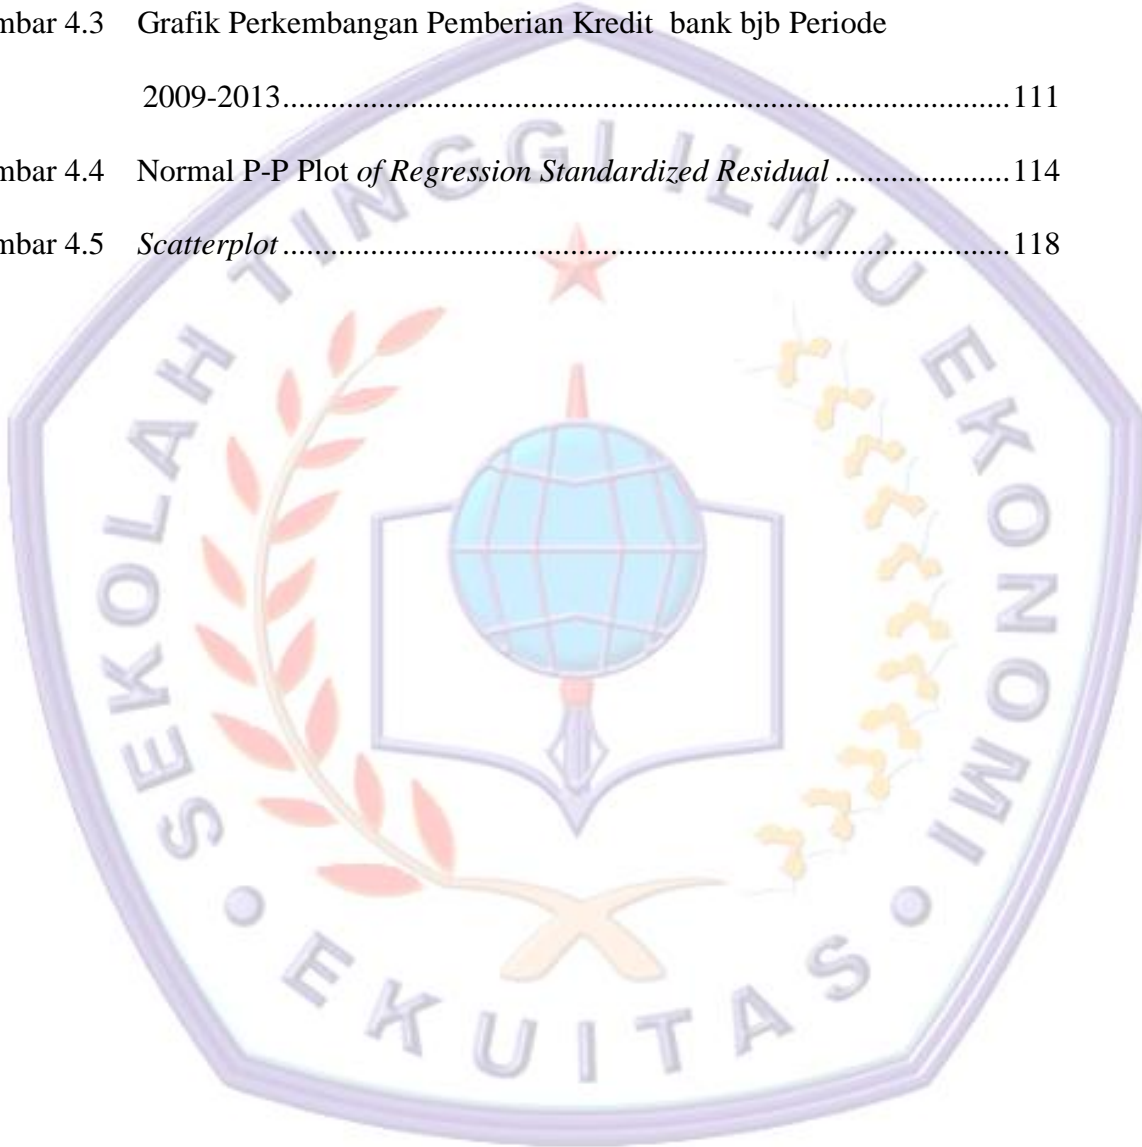 mbar 4.3 Grafik Perkembangan Pemberian Kredit bank bjb Periode
2009-2013...........................................................................111
mbar 4.4 Normal P-P Plot of Regression Standardized Residual ..................114
mbar 4.5 Scatterplot...........................................................................118
SEKOLAH TINGGI ILMU EKONOMI
• EKUITAS •